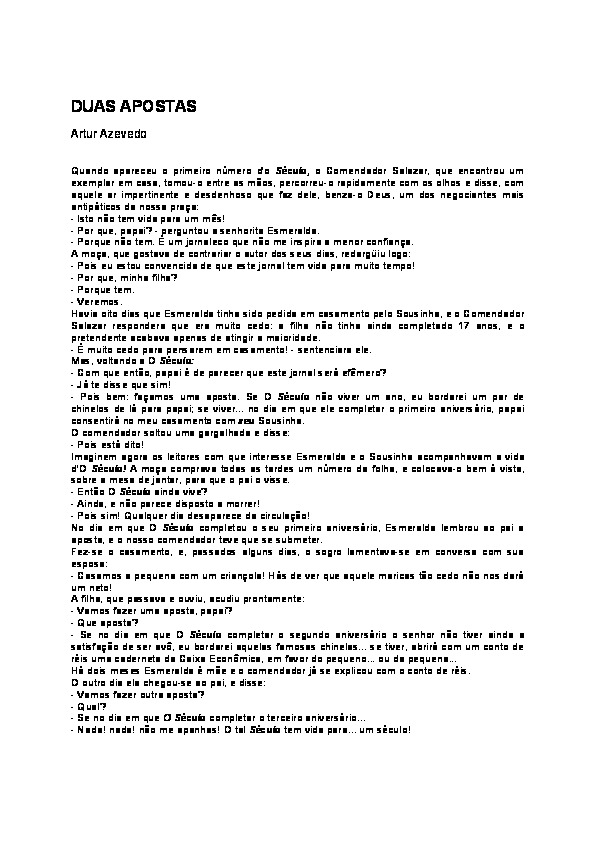 DUAS APOSTAS
Artur Azevedo
Quando apareceu o primeiro número do Século, o Comendador Salazar, que encontrou um
exemplar em casa, tomou-o entre as mãos, percorreu-o rapidamente com os olhos e disse, com
aquele ar impertinente e desdenhoso que faz dele, benza-o Deus, um dos negociantes mais
antipáticos da nossa praça:
- Isto não tem vida para um mês!
- Por que, papai? - perguntou a senhorita Esmeralda.
- Porque não tem. É um jornaleco que não me inspira a menor confiança.
A moça, que gostava de contrariar o autor dos seus dias, redargüiu logo:
- Pois eu estou convencida de que este jornal tem vida para muito tempo!
- Por que, minha filha?
- Porque tem.
- Veremos.
Havia oito dias que Esmeralda tinha sido pedida em casamento pelo Sousinha, e o Comendador
Salazar respondera que era muito cedo: a filha não tinha ainda completado 17 anos, e o
pretendente acabava apenas de atingir a maioridade.
- É muito cedo para pensarem em casamento! - sentenciara ele.
Mas, voltando a O Século:
- Com que então, papai é de parecer que este jornal será efêmero?
- Já te disse que sim!
- Pois bem: façamos uma aposta. Se O Século não viver um ano, eu bordarei um par de
chinelos de lã para papai; se viver... no dia em que ele completar o primeiro aniversário, papai
consentirá no meu casamento com seu Sousinha.
O comendador soltou uma gargalhada e disse:
- Pois está dito!
Imaginem agora os leitores com que interesse Esmeralda e o Sousinha acompanhavam a vida
d'O Século! A moça comprava todas as tardes um número da folha, e colocava-o bem à vista,
sobre a mesa de jantar, para que o pai o visse.
- Então O Século ainda vive?
- Ainda, e não parece disposto a morrer!
- Pois sim! Qualquer dia desaparece da circulação!
No dia em que O Século completou o seu primeiro aniversário, Esmeralda lembrou ao pai a
aposta, e o nosso comendador teve que se submeter.
Fez-se o casamento, e, passados alguns dias, o sogro lamentava-se em conversa com sua
esposa:
- Casamos a pequena com um criançola! Hás de ver que aquele maricas tão cedo não nos dará
um neto!
A filha, que passava e ouviu, acudiu prontamente:
- Vamos fazer uma aposta, papai?
- Que aposta?
- Se no dia em que O Século completar o segundo aniversário o senhor não tiver ainda a
satisfação de ser avô, eu bordarei aquelas famosas chinelas... se tiver, abrirá com um conto de
réis uma caderneta da Caixa Econômica, em favor do pequeno... ou da pequena...
Há dois meses Esmeralda é mãe e o comendador já se explicou com o conto de réis.
O outro dia ela chegou-se ao pai, e disse:
- Vamos fazer outra aposta?
- Qual?
- Se no dia em que O Século completar o terceiro aniversário...
- Nada! nada! não me apanhas! O tal Século tem vida para... um século!